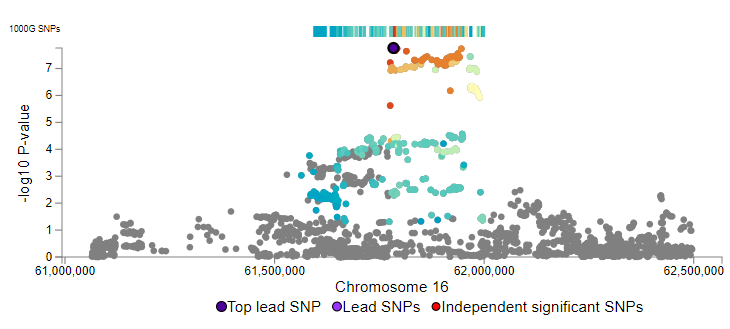 1000G SNPs
7
6
5
4
3
2
1
0
-log10 P-value
61,000,000 61,500,000 62,000,000 62,500,000
Chromosome 16
Top lead SNP Lead SNPs Independent significant SNPs